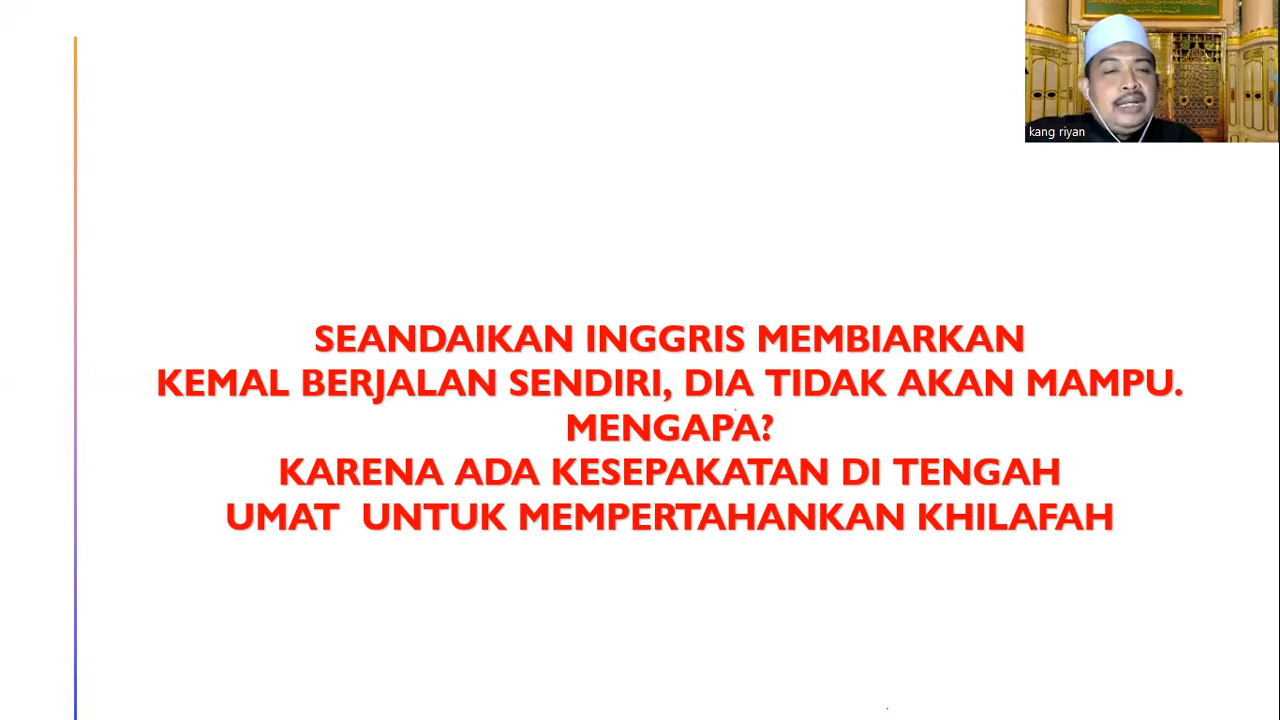 kang riyan
SEANDAIKAN INGGRIS MEMBIARKAN
KEMAL BERJALAN SENDIRI, DIA TIDAK AKAN MAMPU.
MENGAPA?
KARENA ADA KESEPAKATAN DI TENGAH
UMAT UNTUK MEMPERTAHANKAN KHILAFAH